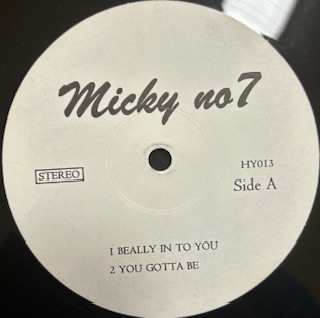 Micky no7
STEREO
HY013
Side A
1 BEALLY IN TO YOU
2 YOU GOTTA BE